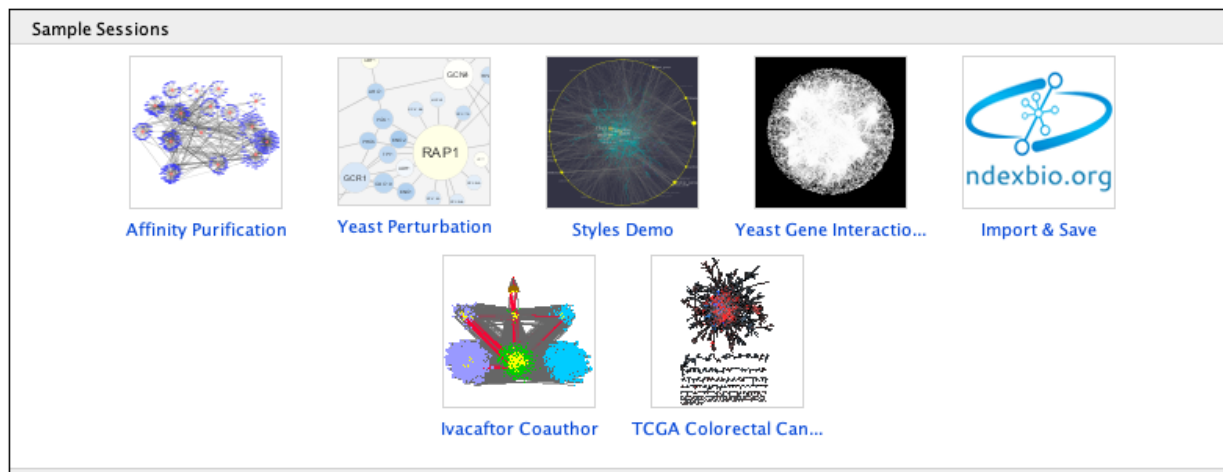 Sample Sessions
GCN4
RAP1
GCR1
ndexbio.org
Affinity Purification
Yeast Perturbation
Styles Demo
Yeast Gene Interactio...
Import & Save
Ivacaftor Coauthor
TCGA Colorectal Can...